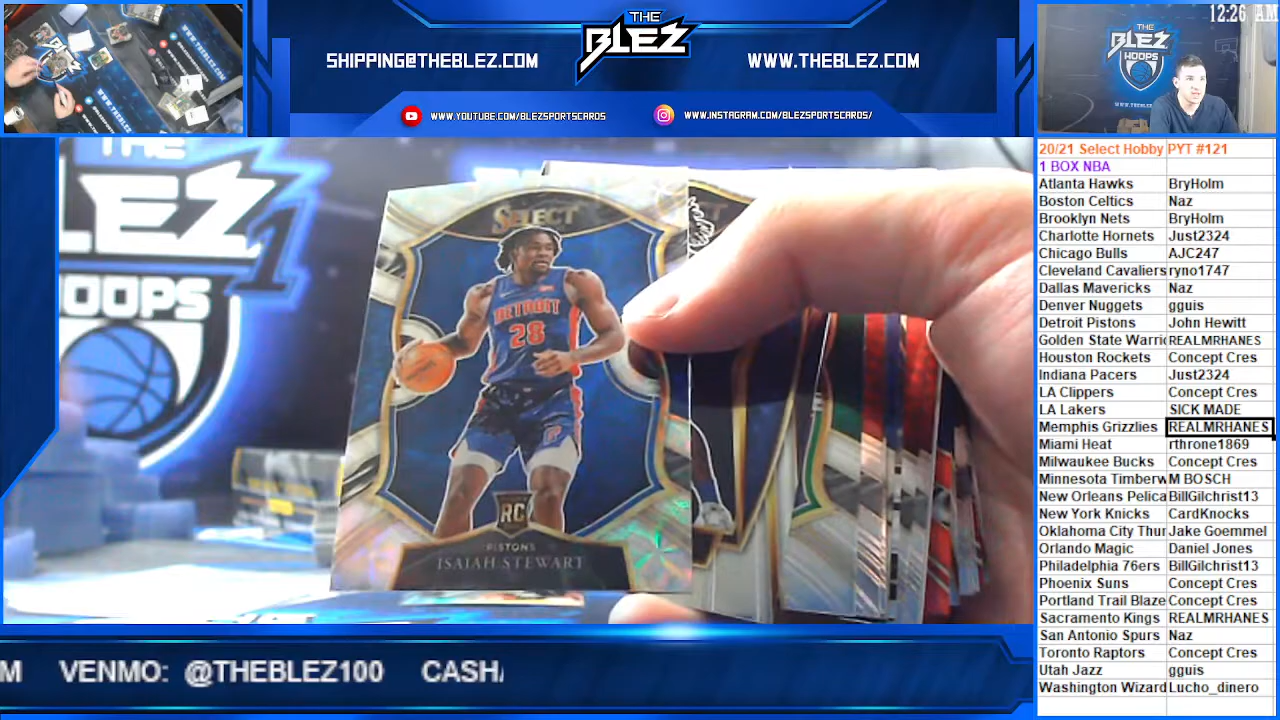 12:26 AM
THE
BLEZ
SHIPPING@THEBLEZ.COM
WWW.THEBLEZ.COM
WWW.YOUTUBE.COM/BLEZSPORTSCARDS
WWW.INSTAGRAM.COM/BLEZSPORTSCARDS/
THE
BLEZ
HOOPS
THE
BLEZ
1
HOOPS
SELECT
DETROIT
28
RC
PISTONS
ISAIAH STEWART
20/21 Select Hobby PYT #121
1 BOX NBA
Atlanta Hawks BryHolm
Boston Celtics Naz
Brooklyn Nets BryHolm
Charlotte Hornets Just2324
Chicago Bulls AJC247
Cleveland Cavaliers ryno1747
Dallas Mavericks Naz
Denver Nuggets gguis
Detroit Pistons John Hewitt
Golden State Warri REALMRHANES
Houston Rockets Concept Cres
Indiana Pacers Just2324
LA Clippers Concept Cres
LA Lakers SICK MADE
Memphis Grizzlies REALMRHANES
Miami Heat rthrone1869
Milwaukee Bucks Concept Cres
Minnesota Timberw M BOSCH
New Orleans Pelica BillGilchrist13
New York Knicks CardKnocks
Oklahoma City Thur Jake Goemmel
Orlando Magic Daniel Jones
Philadelphia 76ers BillGilchrist13
Phoenix Suns Concept Cres
Portland Trail Blaze Concept Cres
Sacramento Kings REALMRHANES
San Antonio Spurs Naz
Toronto Raptors Concept Cres
Utah Jazz gguis
Washington Wizard Lucho_dinero
M VENMO: @THEBLEZ100 CASHA